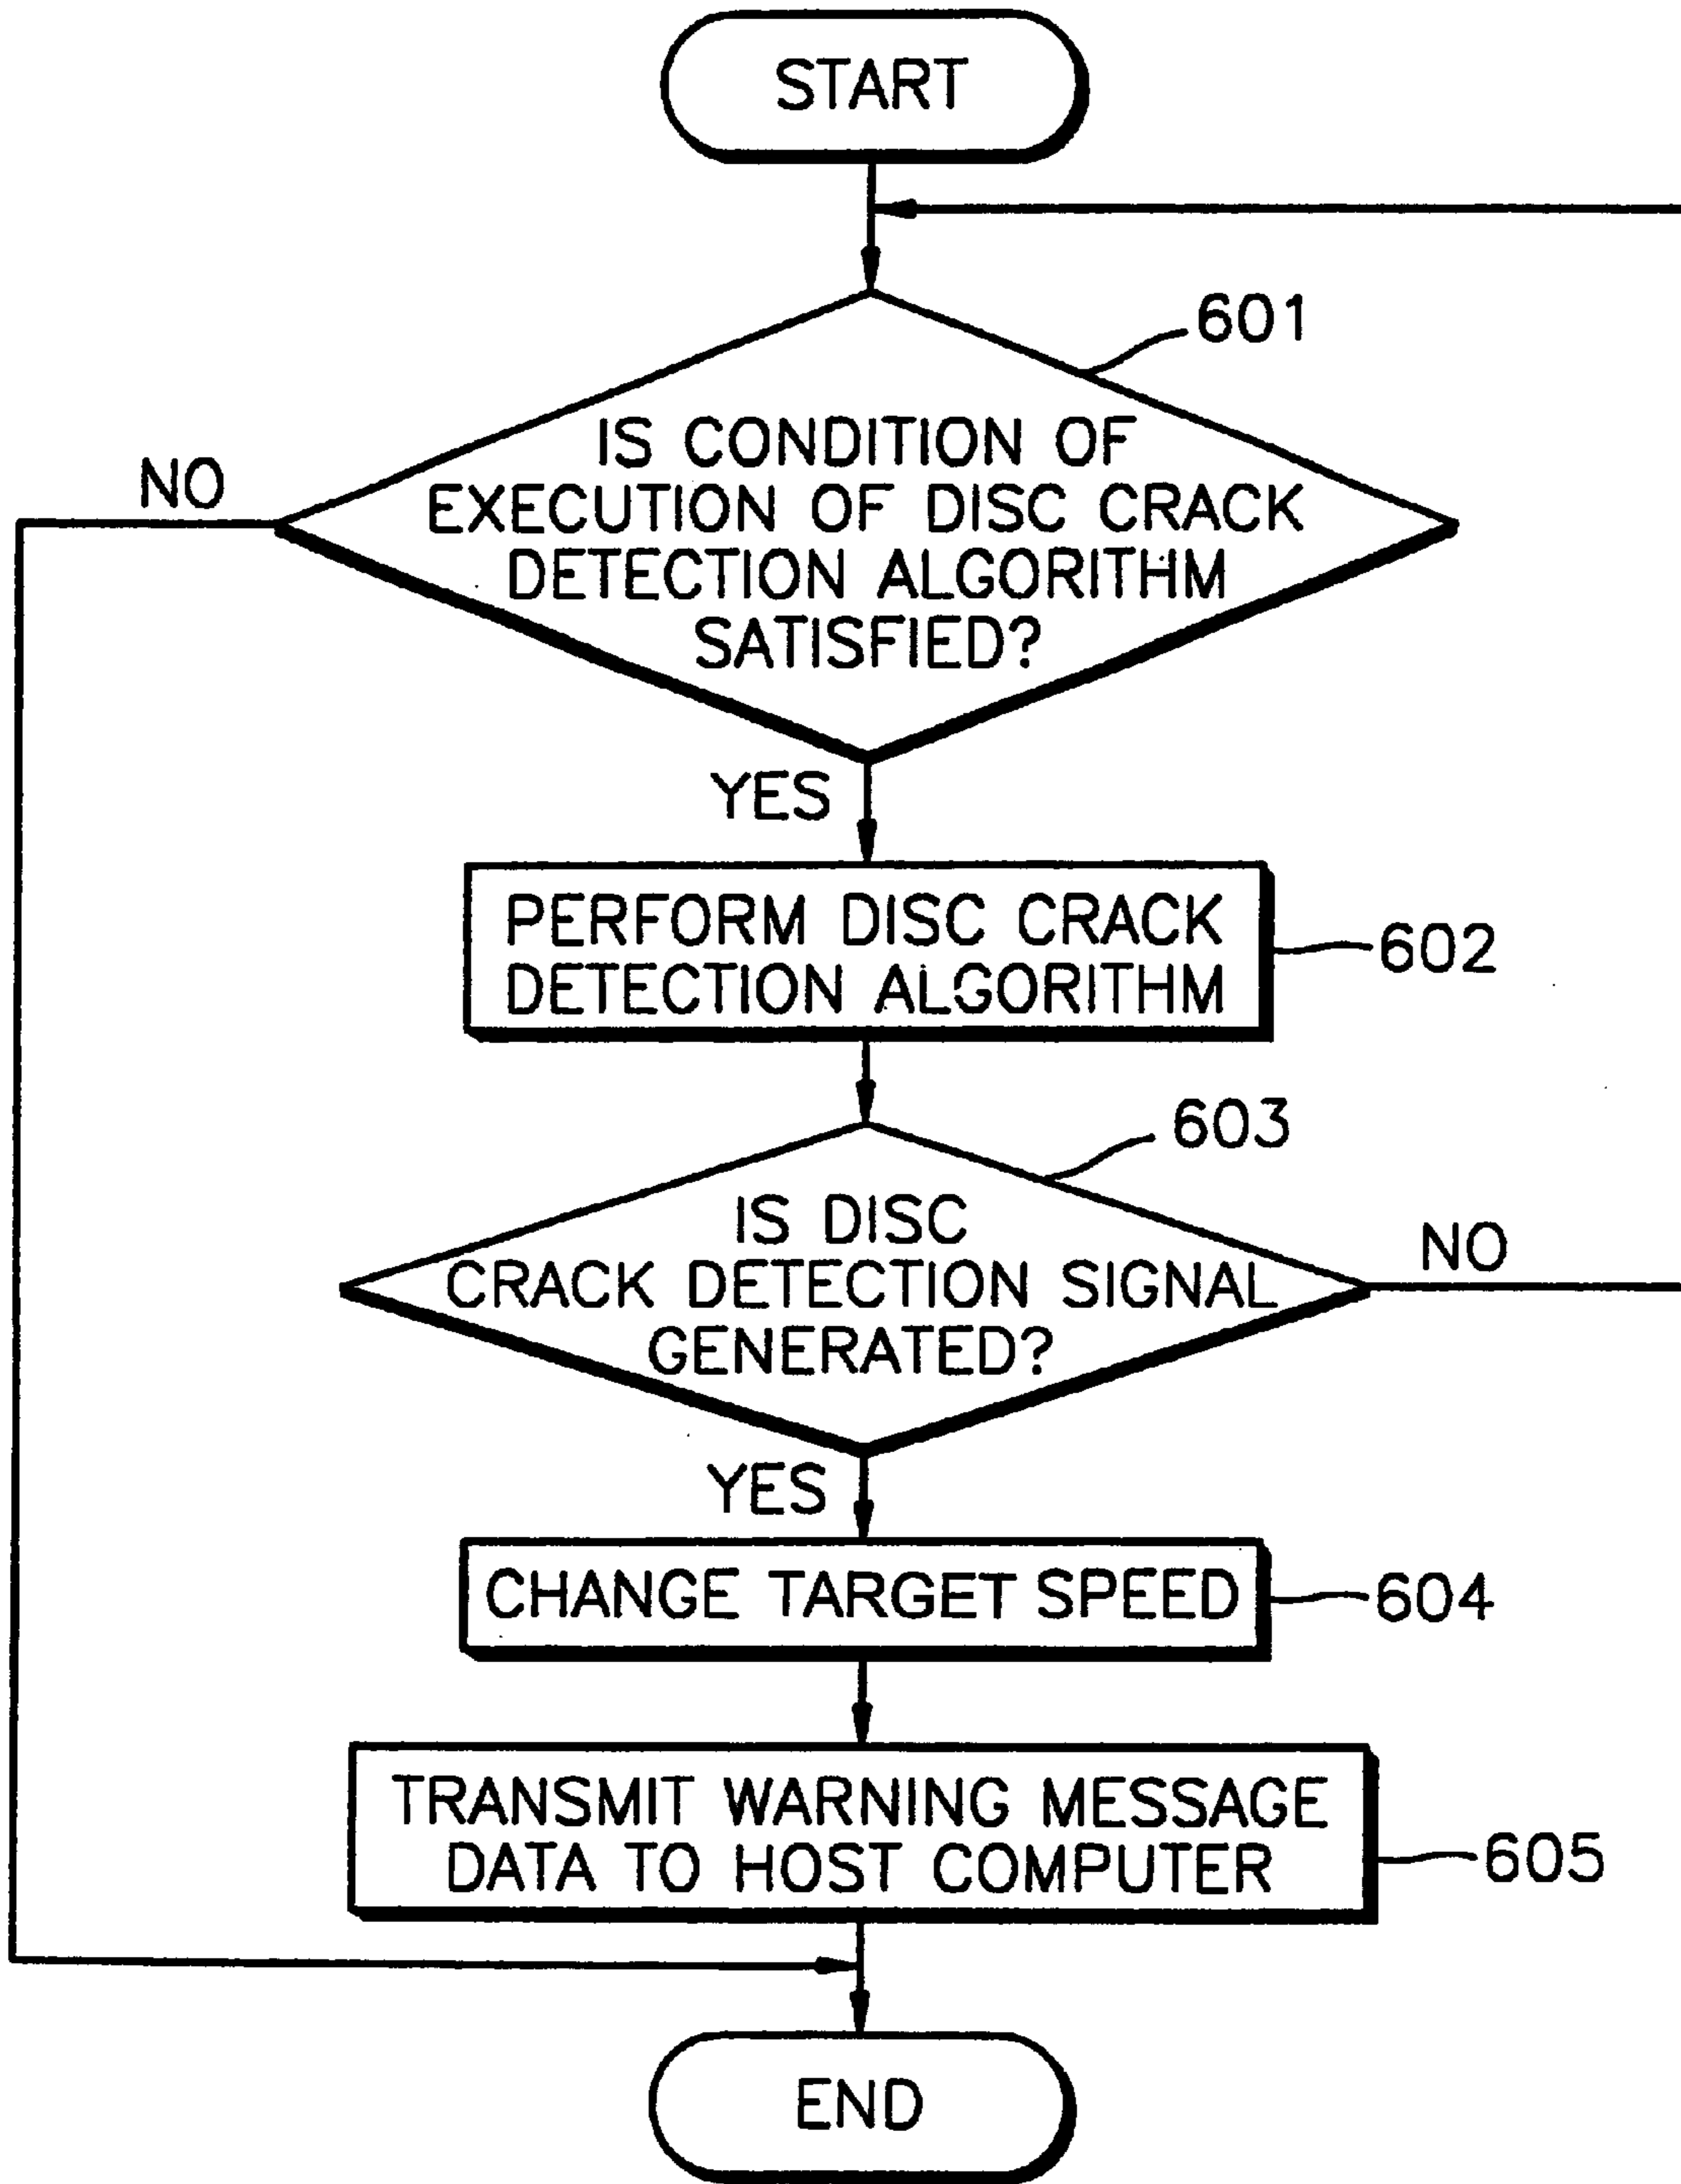 START
601
IS CONDITION OF
EXECUTION OF DISC CRACK
DETECTION ALGORITHM
SATISFIED?
NO
YES
PERFORM DISC CRACK
DETECTION ALGORITHM
602
603
IS DISC
CRACK DETECTION SIGNAL
GENERATED?
NO
YES
CHANGE TARGET SPEED
604
TRANSMIT WARNING MESSAGE
DATA TO HOST COMPUTER
605
END